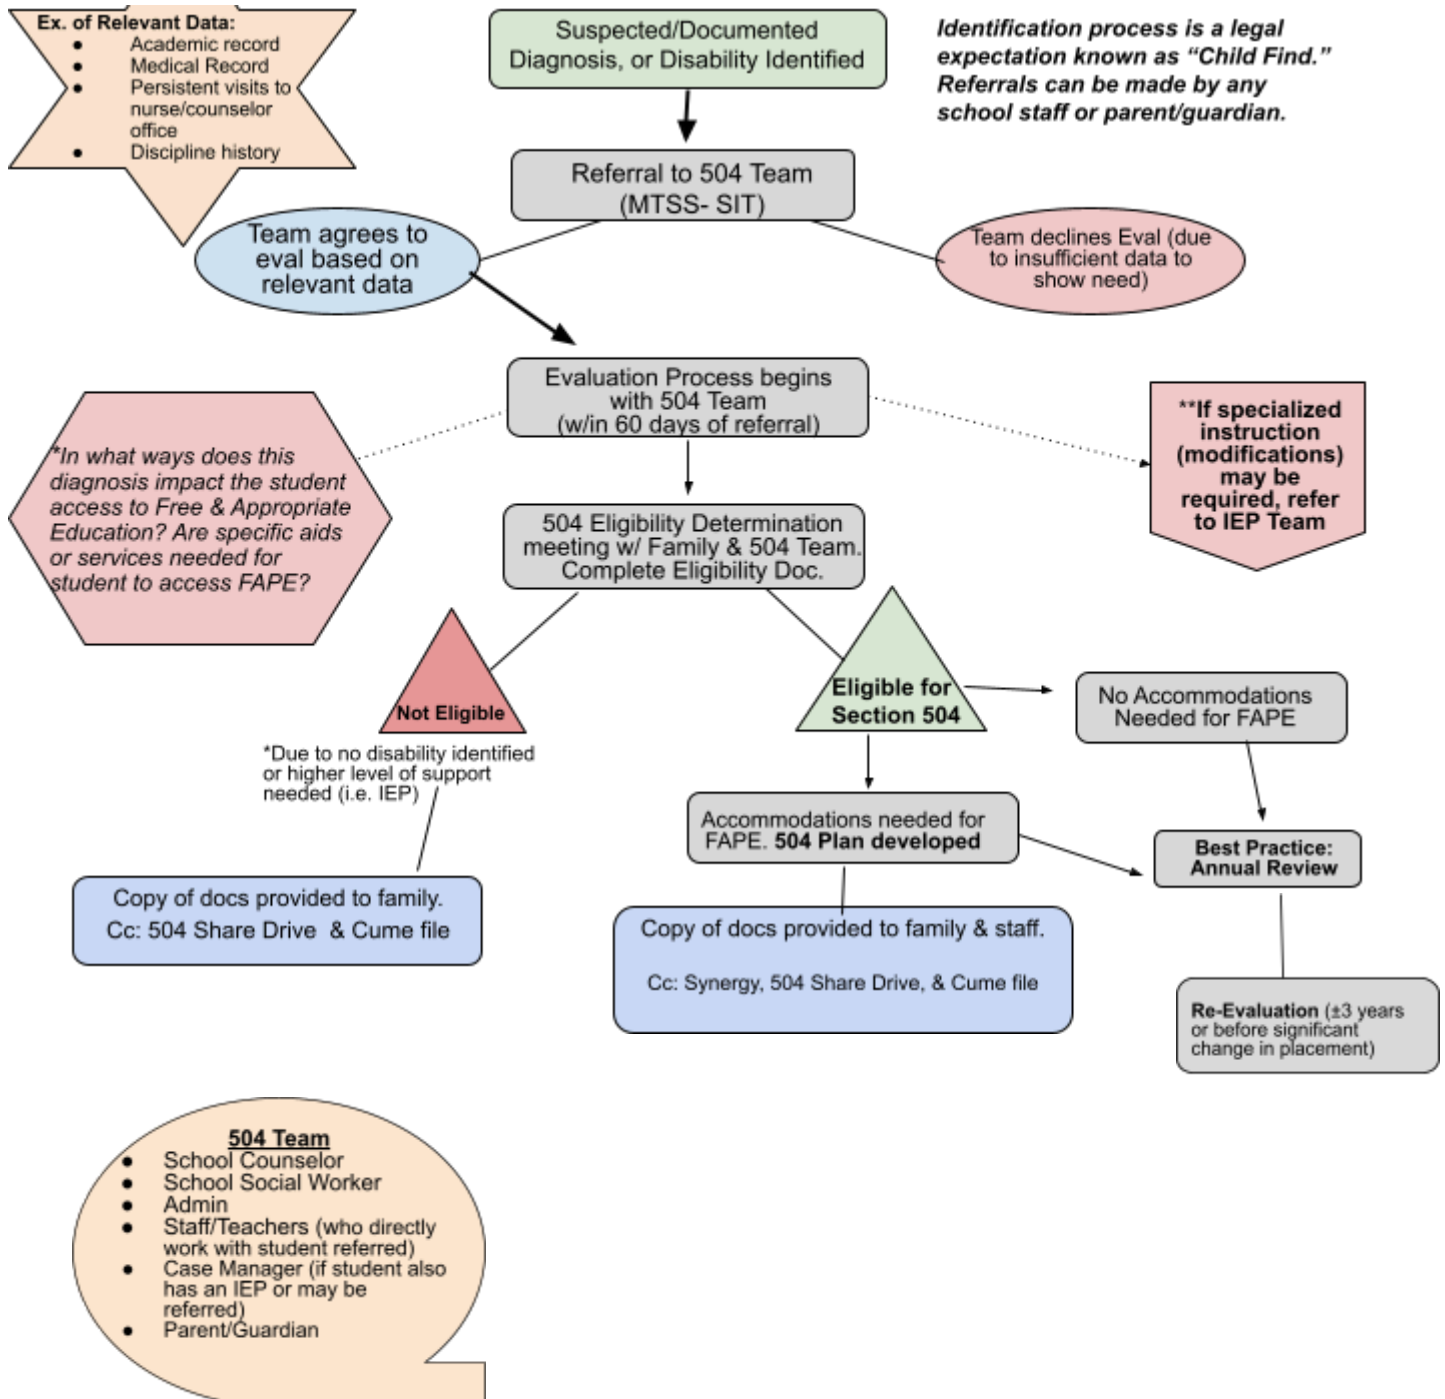 Ex. of Relevant Data:
● Academic record
● Medical Record
● Persistent visits to
nurse/counselor
office
● Discipline history
Suspected/Documented
Diagnosis, or Disability Identified
Identification process is a legal
expectation known as “Child Find.”
Referrals can be made by any
school staff or parent/guardian.
Referral to 504 Team
(MTSS- SIT)
Team agrees to
eval based on
relevant data
Team declines Eval (due
to insufficient data to
show need)
Evaluation Process begins
with 504 Team
(w/in 60 days of referral)
*In what ways does this
diagnosis impact the student
access to Free & Appropriate
Education? Are specific aids
or services needed for
student to access FAPE?
**If specialized
instruction
(modifications)
may be
required, refer
to IEP Team
504 Eligibility Determination
meeting w/ Family & 504 Team.
Complete Eligibility Doc.
Not Eligible
*Due to no disability identified
or higher level of support
needed (i.e. IEP)
Eligible for
Section 504
No Accommodations
Needed for FAPE
Accommodations needed for
FAPE. 504 Plan developed
Best Practice:
Annual Review
Copy of docs provided to family.
Cc: 504 Share Drive & Cume file
Copy of docs provided to family & staff.
Cc: Synergy, 504 Share Drive, & Cume file
Re-Evaluation (±3 years
or before significant
change in placement)
504 Team
● School Counselor
● School Social Worker
● Admin
● Staff/Teachers (who directly
work with student referred)
● Case Manager (if student also
has an IEP or may be
referred)
● Parent/Guardian